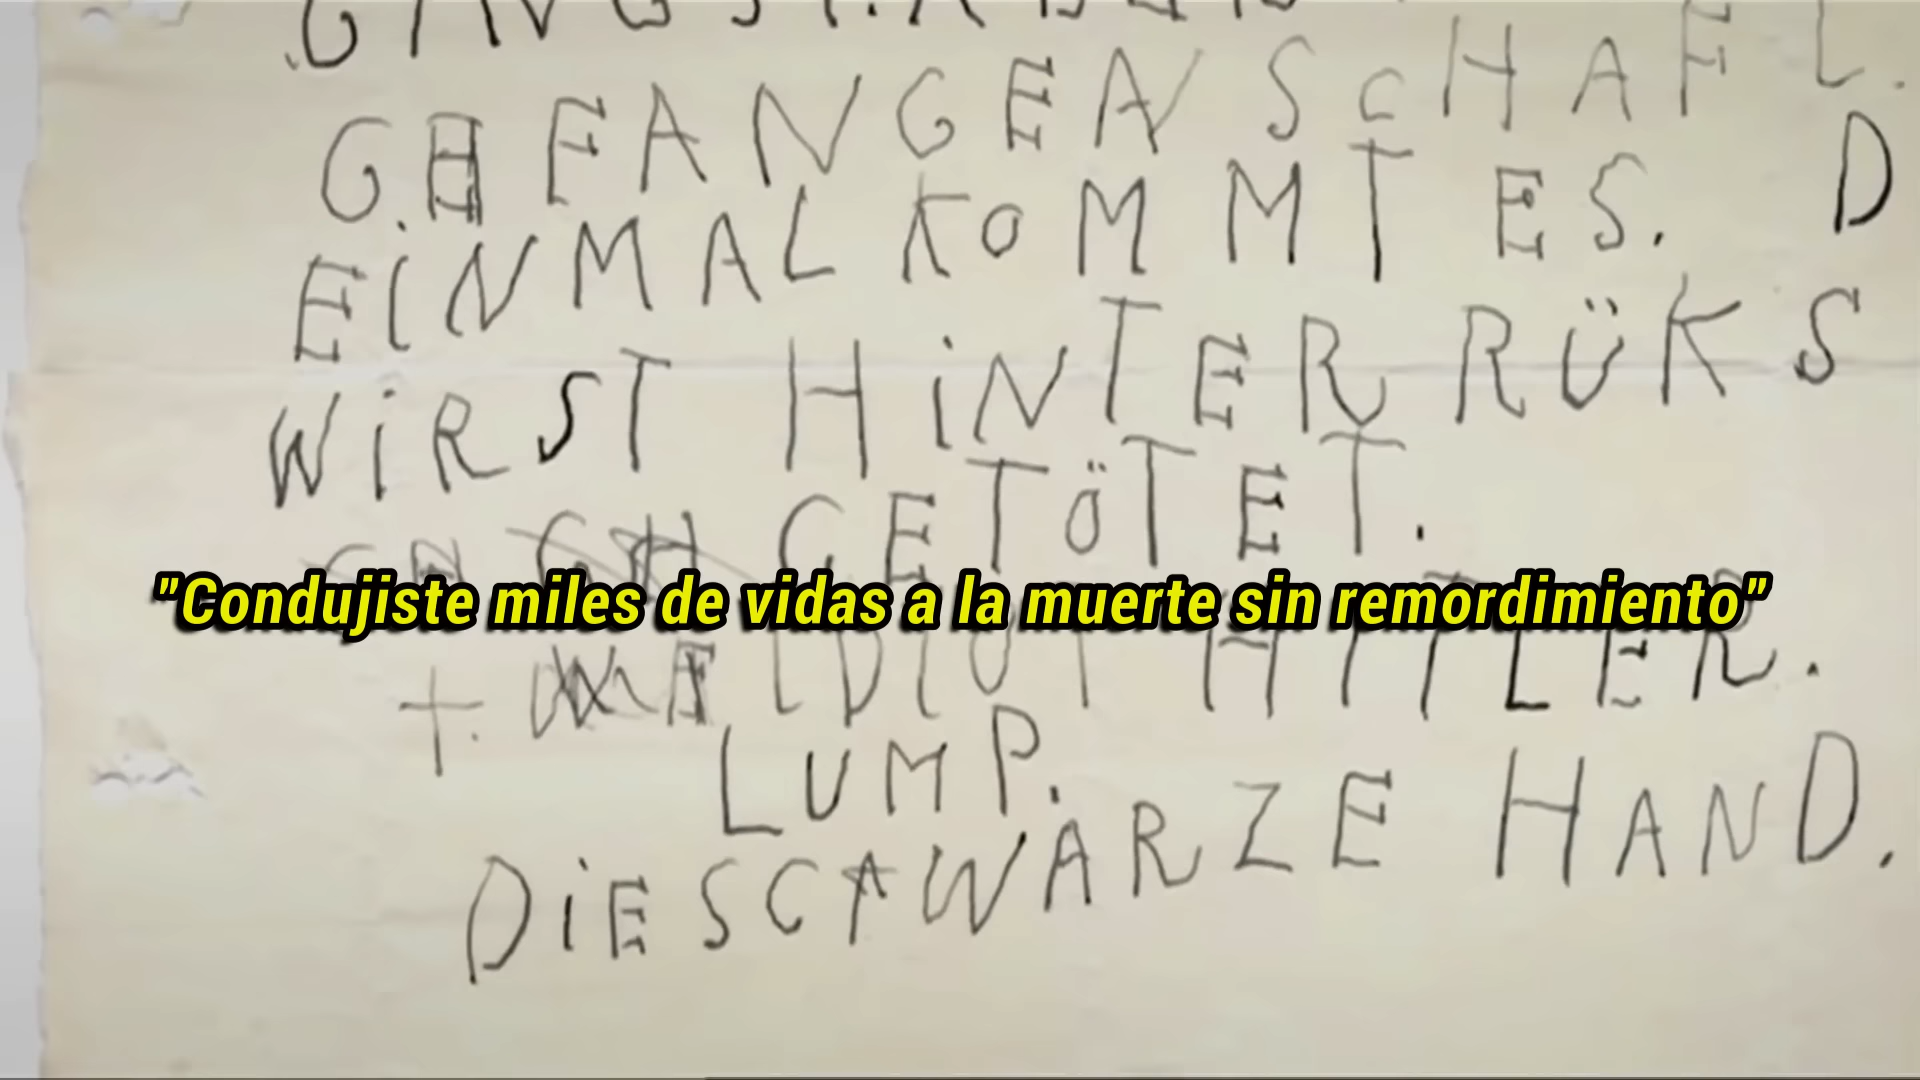 GEFANGENSCHAFT.
EINMAL KOMMT ES. D
WIRST HINTERRÜKS
GETÖTET.
"Condujiste miles de vidas a la muerte sin remordimiento"
IDIOT HITLER.
LUMP.
DIE SCHWARZE HAND.